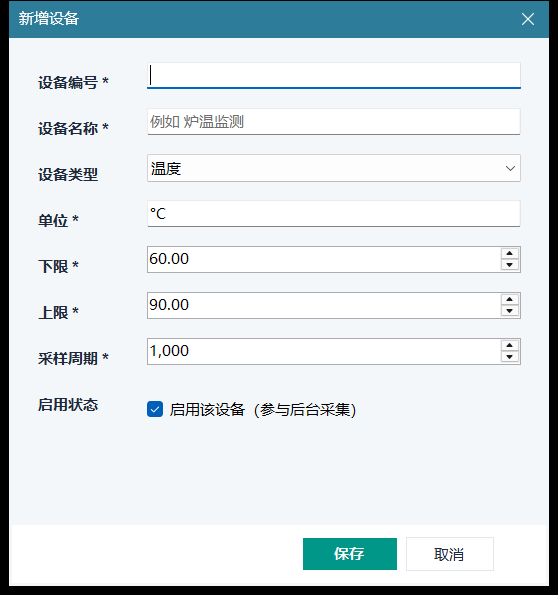 新增设备
设备编号 *
设备名称 * 例如 炉温监测
设备类型 温度
单位 * °C
下限 * 60.00
上限 * 90.00
采样周期 * 1,000
启用状态 启用该设备（参与后台采集）
保存 取消